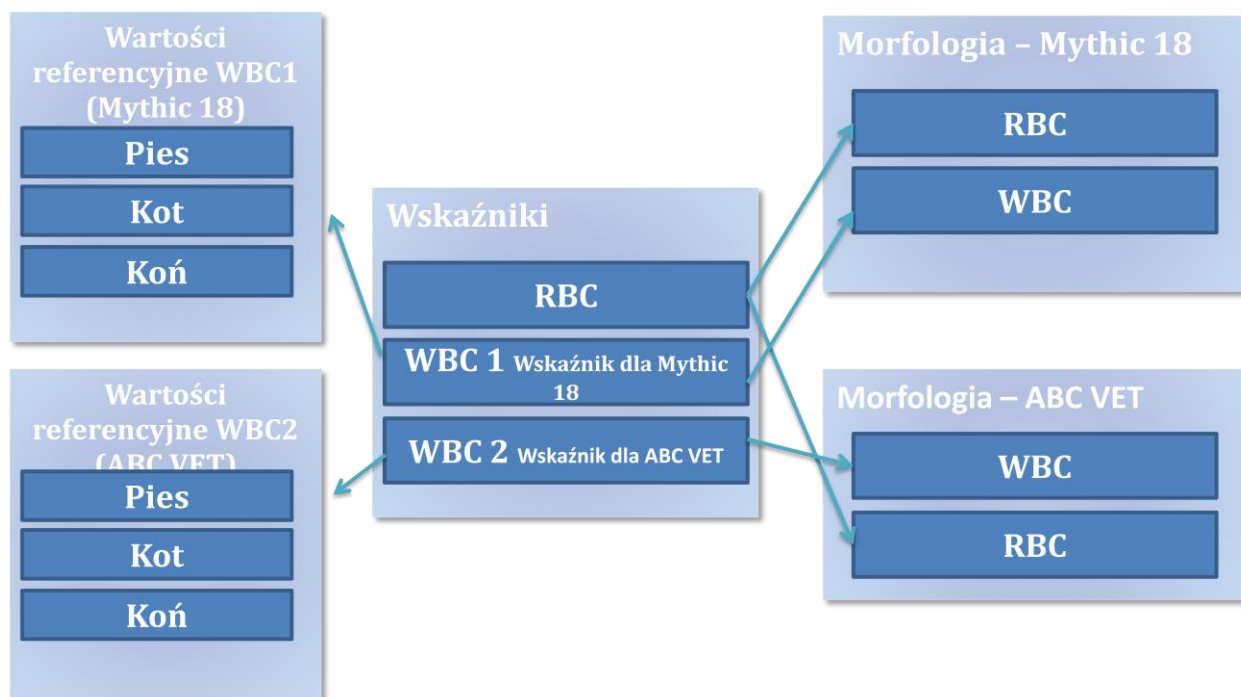 Wartości
referencyjne WBC1
(Mythic 18)
Pies
Kot
Koń
Wartości
referencyjne WBC2
(ABC VET)
Pies
Kot
Koń
Wskaźniki
RBC
WBC 1 Wskaźnik dla Mythic
18
WBC 2 Wskaźnik dla ABC VET
Morfologia – Mythic 18
RBC
WBC
Morfologia – ABC VET
WBC
RBC